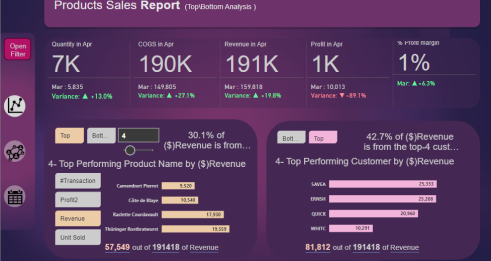 Products Sales Report (Top/Bottom Analysis )
Open
Filter
Quantity in Apr
7K
Mar : 5,835
Variance: ▲ +13.0%
COGS in Apr
190K
Mar : 149,805
Variance: ▲ +27.1%
Revenue in Apr
191K
Mar : 159,818
Variance: ▲ +19.8%
Profit in Apr
1K
Mar : 10,013
Variance: ▼ -89.1%
% Profit margin
1%
Mar : ▲ +6.3%
Top
Bott...
4
30.1% of
($)Revenue is from...
4- Top Performing Product Name by ($)Revenue
#Transaction
Profit2
Revenue
Unit Sold
Camembert Pierrot 9,520
Côte de Blaye 10,540
Raclette Courdavault 17,930
Thüringer Rostbratwurst 19,559
57,549 out of 191418 of Revenue
Bott...
Top
42.7% of ($)Revenue
is from the top-4 cust...
4- Top Performing Customer by ($)Revenue
SAVEA 25,353
ERNSH 25,208
QUICK 20,960
WHITC 10,291
81,812 out of 191418 of Revenue